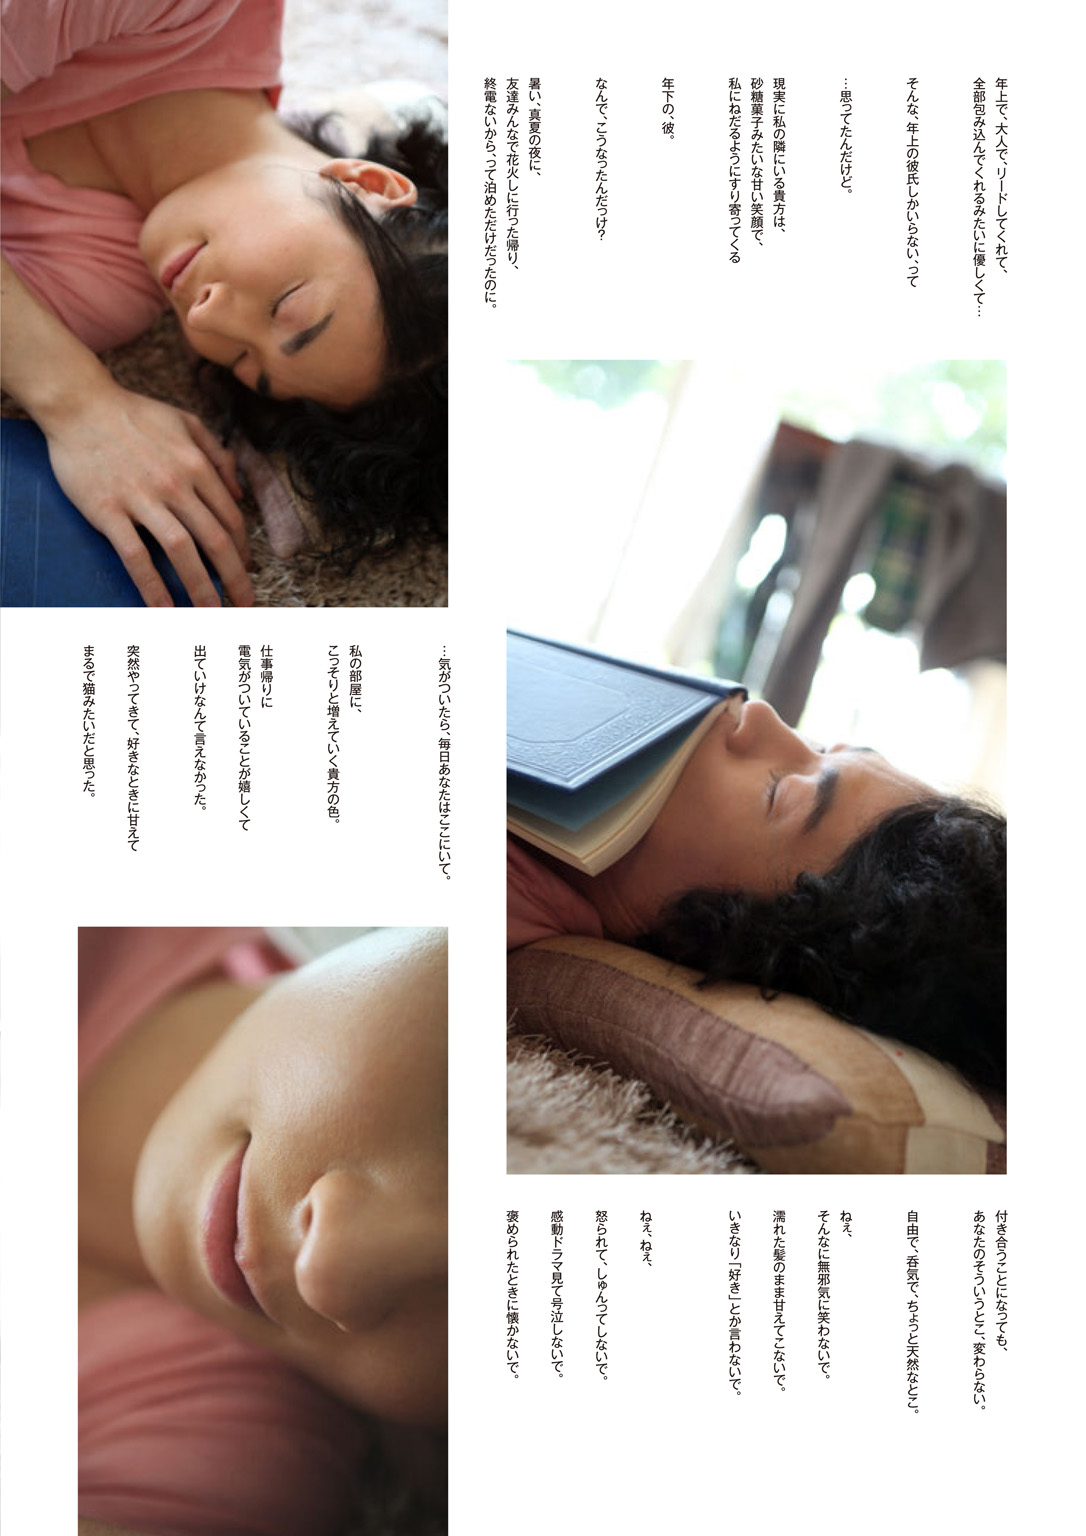 年上で、大人で、リードしてくれて、
全部包み込んでくれるみたいに優しくて…
そんな、年上の彼氏しかいらない、って
…思ってたんだけど。
現実に私の隣にいる貴方は、
砂糖菓子みたいな甘い笑顔で、
私にねだるようにすり寄ってくる
年下の、彼。
なんで、こうなったんだっけ？
暑い、真夏の夜に、
友達みんなで花火しに行った帰り、
終電ないから、って泊めただけだったのに。
…気がついたら、毎日あなたはここにいて。
私の部屋に、
こっそりと増えていく貴方の色。
仕事帰りに
電気がついていることが嬉しくて
出ていけなんて言えなかった。
突然やってきて、好きなときに甘えて
まるで猫みたいだと思った。
付き合うことになっても、
あなたのそういうとこ、変わらない。
自由で、呑気で、ちょっと天然なとこ。
ねぇ、
そんなに無邪気に笑わないで。
濡れた髪のまま甘えてこないで。
いきなり「好き」とか言わないで。
ねぇ、ねぇ、
怒られて、しゅんってしないで。
感動ドラマ見て号泣しないで。
褒められたときに懐かないで。